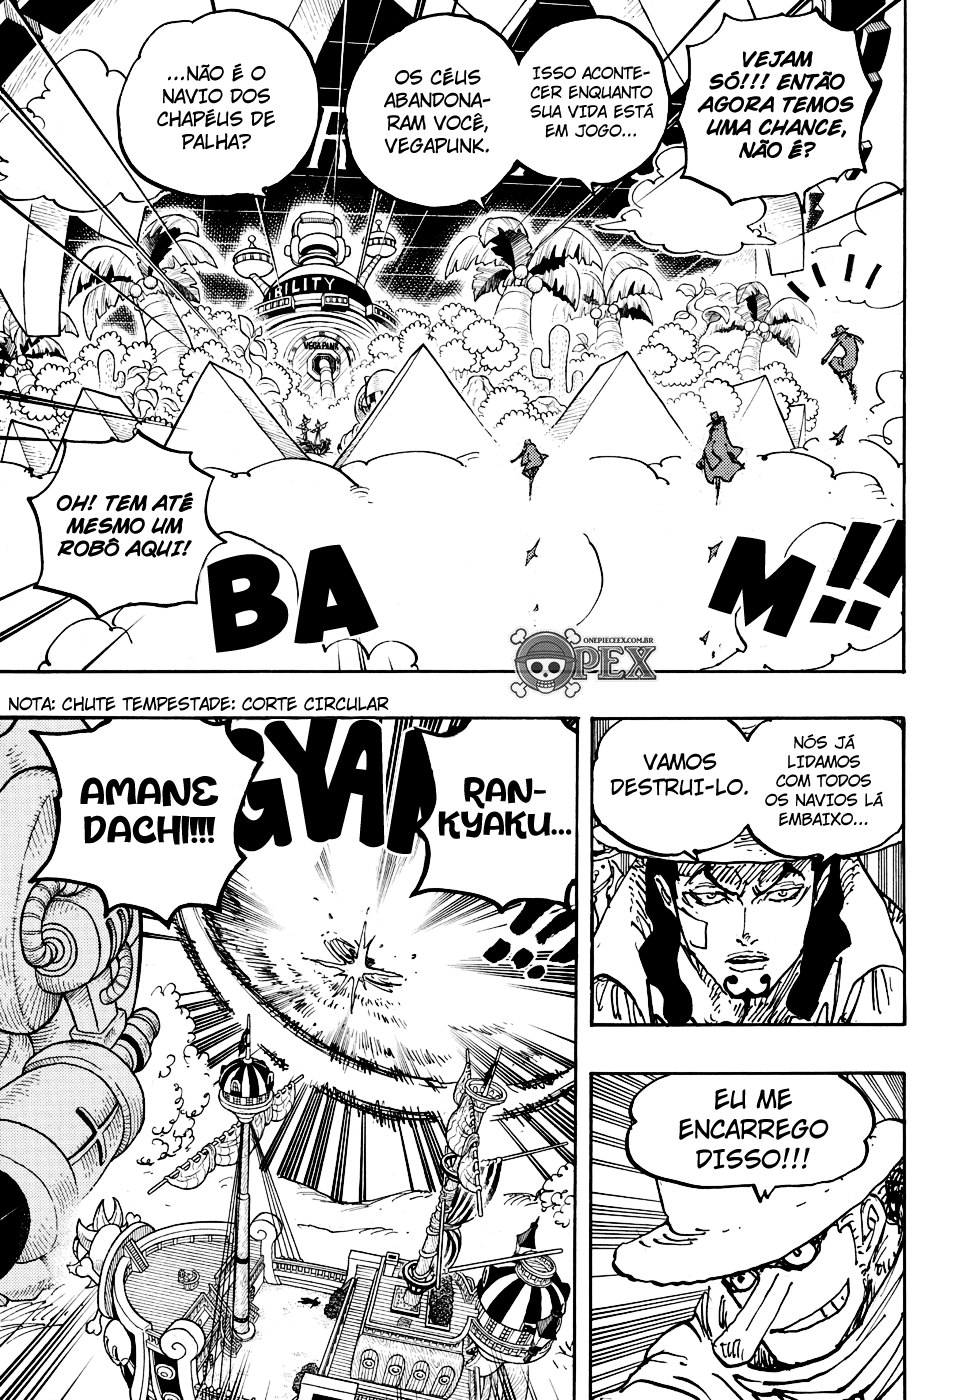 VEJAM
SÓ!!! ENTÃO
AGORA TEMOS
UMA CHANCE,
NÃO É?
ISSO ACONTE-
CER ENQUANTO
SUA VIDA ESTÁ
EM JOGO...
OS CÉUS
ABANDONA-
RAM VOCÊ,
VEGAPUNK.
...NÃO É O
NAVIO DOS
CHAPÉUS DE
PALHA?
BILITY
VEGAPUNK
OH! TEM ATÉ
MESMO UM
ROBÔ AQUI!
BA
M!!
ONEPIECEEX.COM.BR
OPEX
NOTA: CHUTE TEMPESTADE: CORTE CIRCULAR
NÓS JÁ
LIDAMOS
COM TODOS
OS NAVIOS LÁ
EMBAIXO...
VAMOS
DESTRUI-LO.
EU ME
ENCARREGO
DISSO!!!
RAN-
KYAKU...
AMANE
DACHI!!!
GYAN
!!